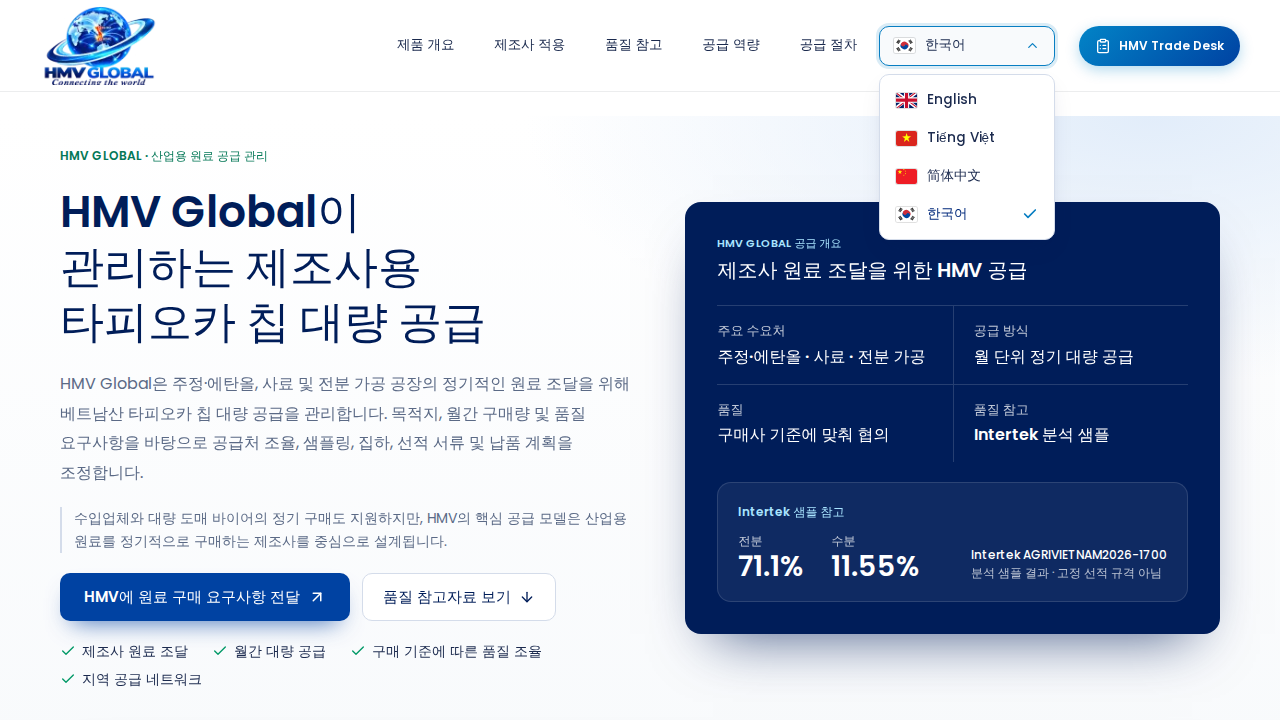 HMV GLOBAL
Connecting the world
제품 개요
제조사 적용
품질 참고
공급 역량
공급 절차
한국어
HMV Trade Desk
English
Tiếng Việt
简体中文
한국어
HMV GLOBAL · 산업용 원료 공급 관리
HMV Global이
관리하는 제조사용
타피오카 칩 대량 공급
HMV Global은 주정·에탄올, 사료 및 전분 가공 공장의 정기적인 원료 조달을 위해
베트남산 타피오카 칩 대량 공급을 관리합니다. 목적지, 월간 구매량 및 품질
요구사항을 바탕으로 공급처 조율, 샘플링, 집하, 선적 서류 및 납품 계획을
조정합니다.
수입업체와 대량 도매 바이어의 정기 구매도 지원하지만, HMV의 핵심 공급 모델은 산업용
원료를 정기적으로 구매하는 제조사를 중심으로 설계됩니다.
HMV에 원료 구매 요구사항 전달
품질 참고자료 보기
제조사 원료 조달
월간 대량 공급
구매 기준에 따른 품질 조율
지역 공급 네트워크
HMV GLOBAL 공급 개요
제조사 원료 조달을 위한 HMV 공급
주요 수요처
주정·에탄올 · 사료 · 전분 가공
공급 방식
월 단위 정기 대량 공급
품질
구매사 기준에 맞춰 협의
품질 참고
Intertek 분석 샘플
Intertek 샘플 참고
전분
71.1%
수분
11.55%
Intertek AGRIVIETNAM2026-1700
분석 샘플 결과 · 고정 선적 규격 아님